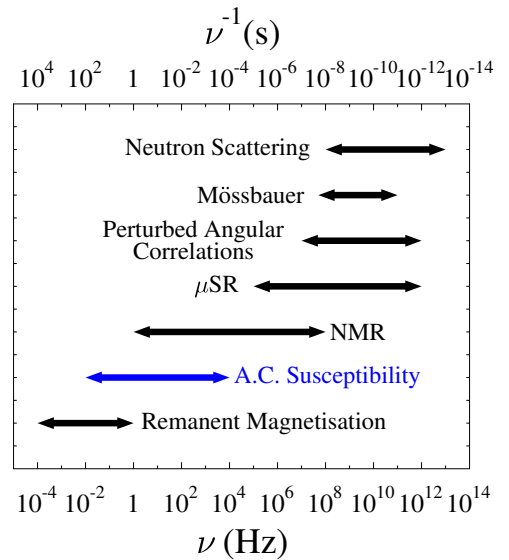 ν⁻¹(s)
10⁴ 10² 1 10⁻² 10⁻⁴ 10⁻⁶ 10⁻⁸ 10⁻¹⁰ 10⁻¹² 10⁻¹⁴
Neutron Scattering
Mössbauer
Perturbed Angular
Correlations
μSR
NMR
A.C. Susceptibility
Remanent Magnetisation
10⁻⁴ 10⁻² 1 10² 10⁴ 10⁶ 10⁸ 10¹⁰ 10¹² 10¹⁴
ν (Hz)